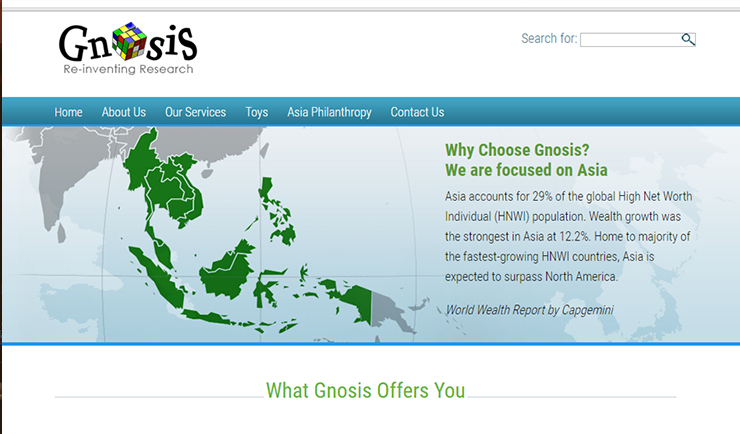 Gnosis
Re-inventing Research
Search for:
Home About Us Our Services Toys Asia Philanthropy Contact Us
Why Choose Gnosis?
We are focused on Asia
Asia accounts for 29% of the global High Net Worth
Individual (HNWI) population. Wealth growth was
the strongest in Asia at 12.2%. Home to majority of
the fastest-growing HNWI countries, Asia is
expected to surpass North America.
World Wealth Report by Capgemini
What Gnosis Offers You